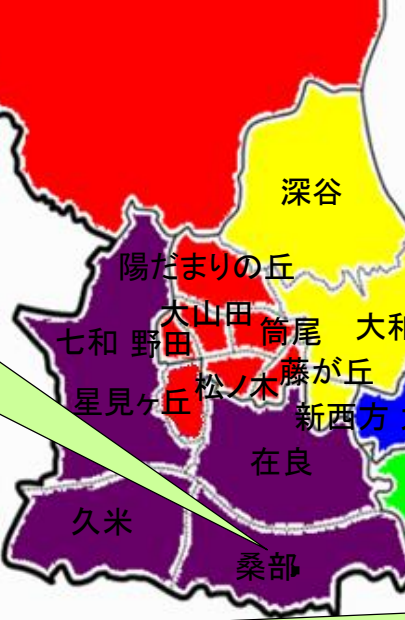 深谷
陽だまりの丘
大山田
大和
七和
野田
筒尾
星見ヶ丘
松ノ木
藤が丘
新西方
在良
久米
桑部